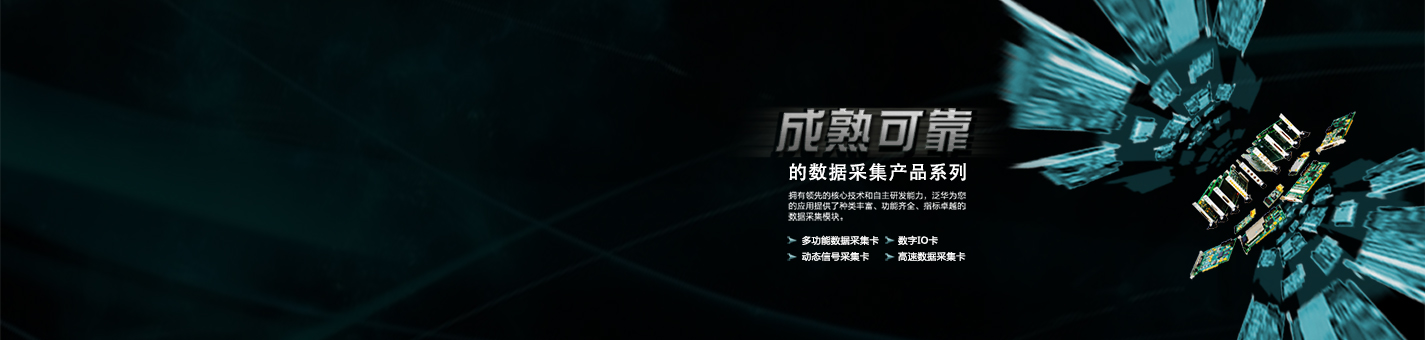 成熟可靠
的数据采集产品系列
拥有领先的核心技术和自主研发能力，泛华为您
的应用提供了种类丰富、功能齐全、指标卓越的
数据采集模块。
多功能数据采集卡 数字IO卡
动态信号采集卡 高速数据采集卡